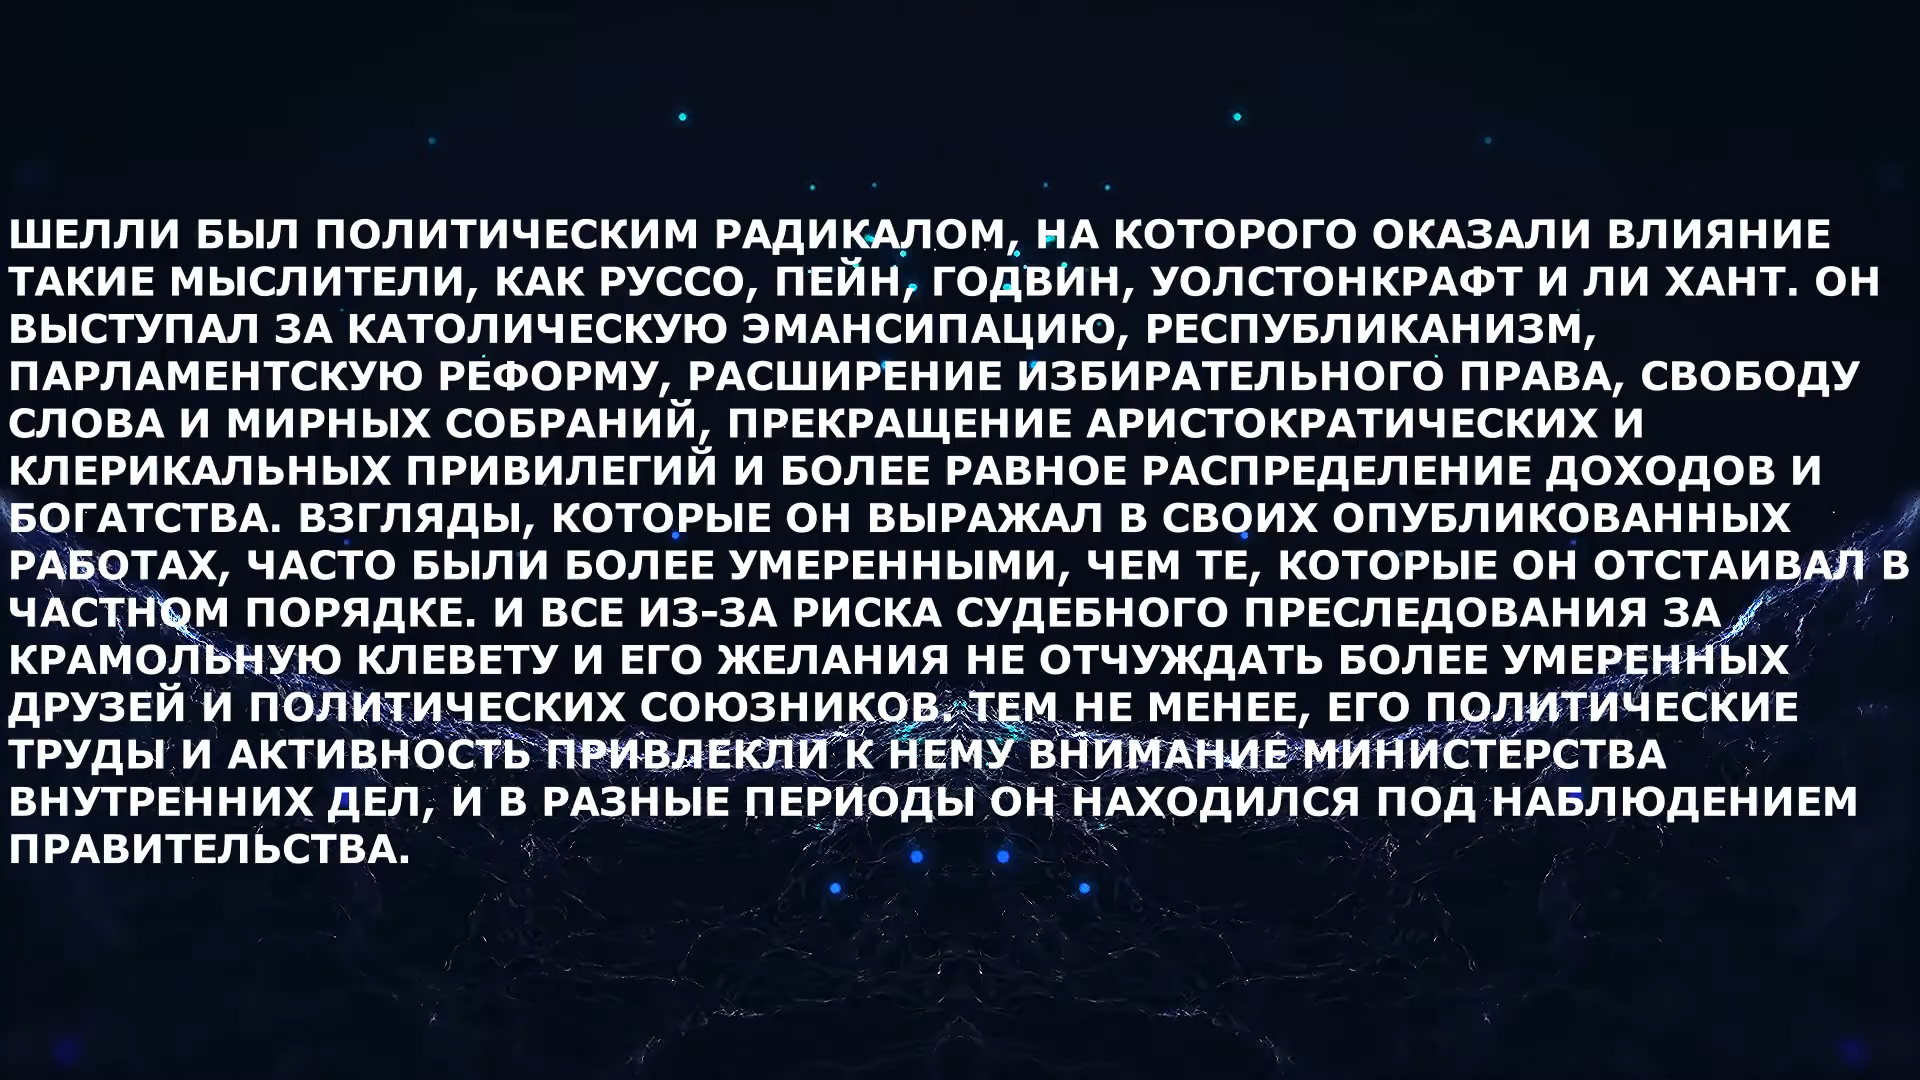 ШЕЛЛИ БЫЛ ПОЛИТИЧЕСКИМ РАДИКАЛОМ, НА КОТОРОГО ОКАЗАЛИ ВЛИЯНИЕ
ТАКИЕ МЫСЛИТЕЛИ, КАК РУССО, ПЕЙН, ГОДВИН, УОЛСТОНКРАФТ И ЛИ ХАНТ. ОН
ВЫСТУПАЛ ЗА КАТОЛИЧЕСКУЮ ЭМАНСИПАЦИЮ, РЕСПУБЛИКАНИЗМ,
ПАРЛАМЕНТСКУЮ РЕФОРМУ, РАСШИРЕНИЕ ИЗБИРАТЕЛЬНОГО ПРАВА, СВОБОДУ
СЛОВА И МИРНЫХ СОБРАНИЙ, ПРЕКРАЩЕНИЕ АРИСТОКРАТИЧЕСКИХ И
КЛЕРИКАЛЬНЫХ ПРИВИЛЕГИЙ И БОЛЕЕ РАВНОЕ РАСПРЕДЕЛЕНИЕ ДОХОДОВ И
БОГАТСТВА. ВЗГЛЯДЫ, КОТОРЫЕ ОН ВЫРАЖАЛ В СВОИХ ОПУБЛИКОВАННЫХ
РАБОТАХ, ЧАСТО БЫЛИ БОЛЕЕ УМЕРЕННЫМИ, ЧЕМ ТЕ, КОТОРЫЕ ОН ОТСТАИВАЛ В
ЧАСТНОМ ПОРЯДКЕ. И ВСЕ ИЗ-ЗА РИСКА СУДЕБНОГО ПРЕСЛЕДОВАНИЯ ЗА
КРАМОЛЬНУЮ КЛЕВЕТУ И ЕГО ЖЕЛАНИЯ НЕ ОТЧУЖДАТЬ БОЛЕЕ УМЕРЕННЫХ
ДРУЗЕЙ И ПОЛИТИЧЕСКИХ СОЮЗНИКОВ. ТЕМ НЕ МЕНЕЕ, ЕГО ПОЛИТИЧЕСКИЕ
ТРУДЫ И АКТИВНОСТЬ ПРИВЛЕКЛИ К НЕМУ ВНИМАНИЕ МИНИСТЕРСТВА
ВНУТРЕННИХ ДЕЛ, И В РАЗНЫЕ ПЕРИОДЫ ОН НАХОДИЛСЯ ПОД НАБЛЮДЕНИЕМ
ПРАВИТЕЛЬСТВА.